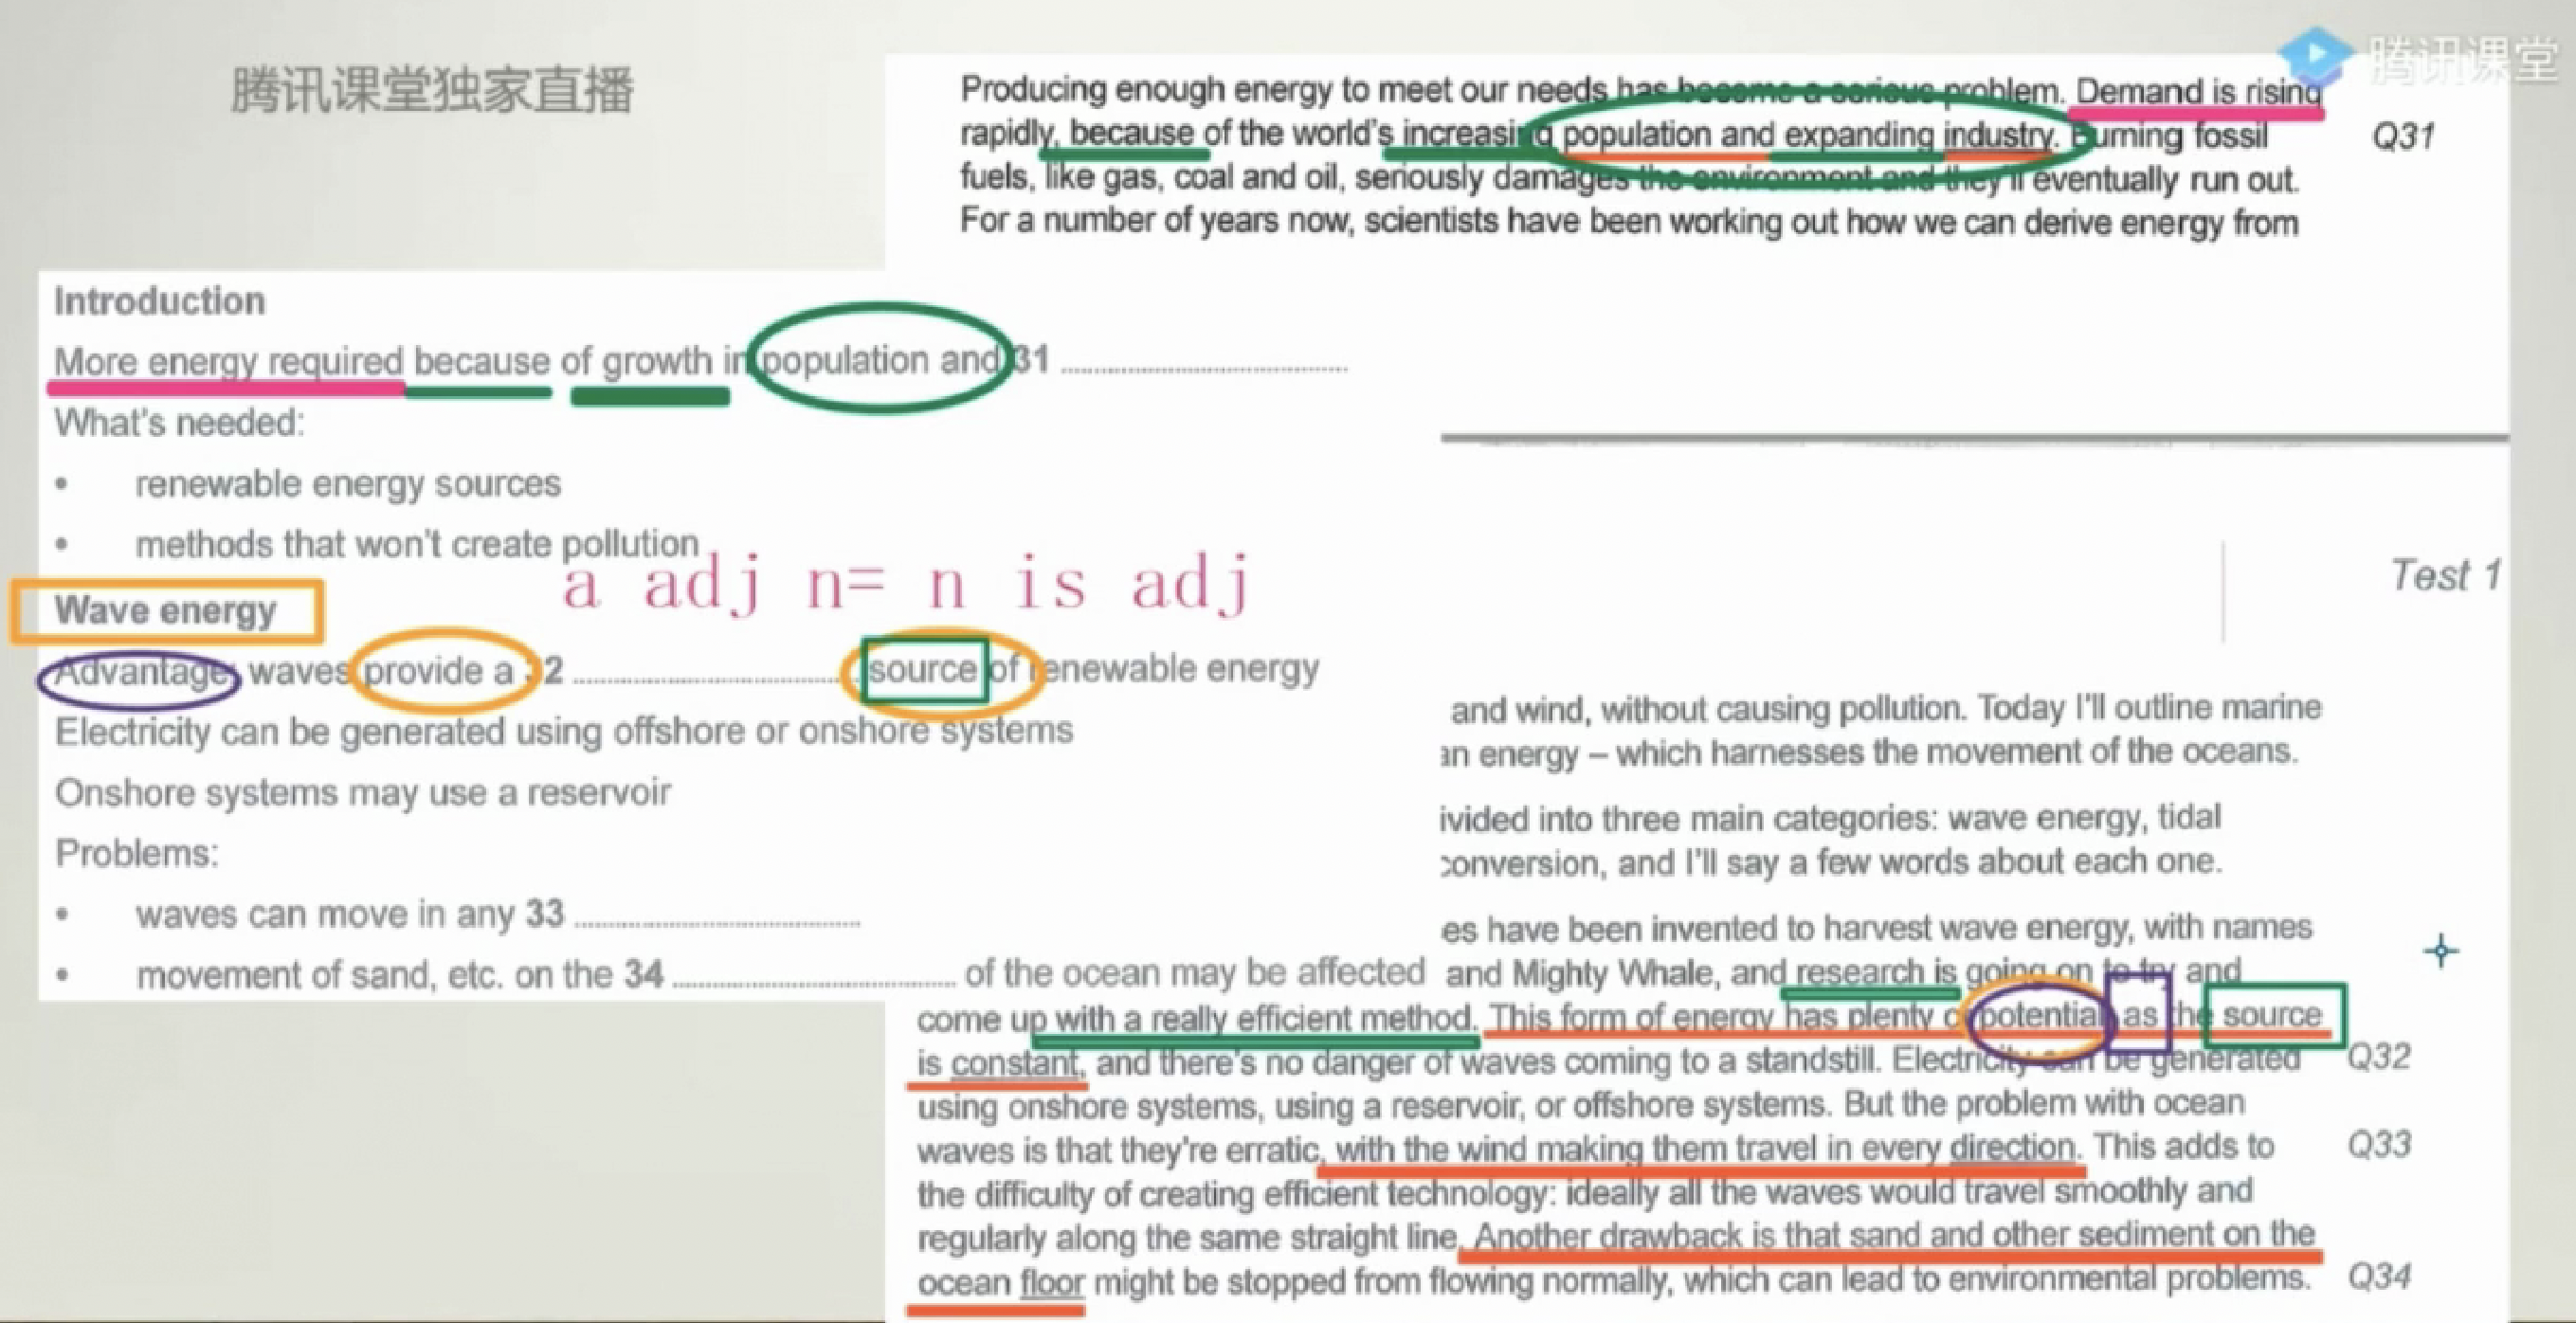 腾讯课堂独家直播
腾讯课堂
Producing enough energy to meet our needs has become a serious problem. Demand is rising
rapidly, because of the world's increasing population and expanding industry. Burning fossil
Q31
fuels, like gas, coal and oil, seriously damages the environment and they'll eventually run out.
For a number of years now, scientists have been working out how we can derive energy from
Introduction
More energy required because of growth in population and 31
What's needed:
• renewable energy sources
• methods that won't create pollution
a adj n= n is adj
Test 1
Wave energy
Advantage: waves provide a 32 source of renewable energy
Electricity can be generated using offshore or onshore systems
Onshore systems may use a reservoir
Problems:
• waves can move in any 33
• movement of sand, etc. on the 34 of the ocean may be affected
and wind, without causing pollution. Today I'll outline marine
an energy – which harnesses the movement of the oceans.
ivided into three main categories: wave energy, tidal
conversion, and I'll say a few words about each one.
es have been invented to harvest wave energy, with names
and Mighty Whale, and research is going on to try and
come up with a really efficient method. This form of energy has plenty of potential as the source
is constant, and there's no danger of waves coming to a standstill. Electricity can be generated
Q32
using onshore systems, using a reservoir, or offshore systems. But the problem with ocean
waves is that they're erratic, with the wind making them travel in every direction. This adds to
Q33
the difficulty of creating efficient technology: ideally all the waves would travel smoothly and
regularly along the same straight line. Another drawback is that sand and other sediment on the
ocean floor might be stopped from flowing normally, which can lead to environmental problems.
Q34